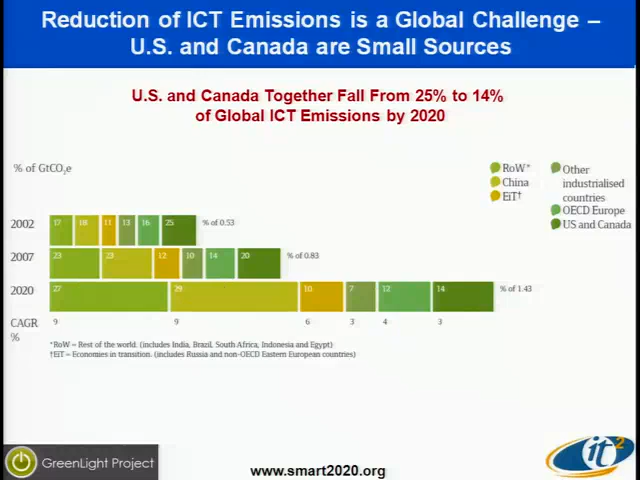 Reduction of ICT Emissions is a Global Challenge –
U.S. and Canada are Small Sources
U.S. and Canada Together Fall From 25% to 14%
of Global ICT Emissions by 2020
% of GtCO₂e
RoW*
China
EiT†
Other
industrialised
countries
OECD Europe
US and Canada
2002 17 18 11 13 16 25 % of 0.53
2007 23 23 12 10 14 20 % of 0.83
2020 27 29 10 7 12 14 % of 1.43
CAGR 9 9 6 3 4 3
%
*RoW = Rest of the world. (includes India, Brazil, South Africa, Indonesia and Egypt)
†EiT = Economies in transition. (includes Russia and non-OECD Eastern European countries)
GreenLight Project
www.smart2020.org
it2